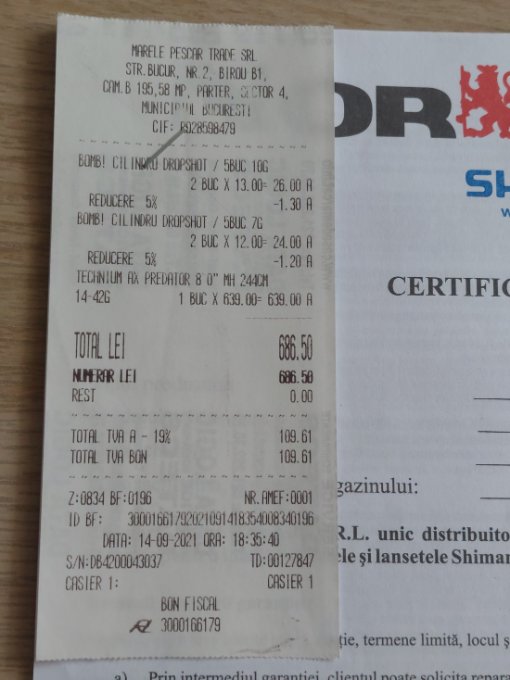 MARELE PESCAR TRADE SRL
STR.BUCUR, NR.2, BIROU B1,
CAM.B 195,58 MP, PARTER, SECTOR 4,
MUNICIPIUL BUCURESTI
CIF: RO28598479
BOMB! CILINDRU DROPSHOT / 5BUC 10G
2 BUC X 13.00= 26.00 A
REDUCERE 5% -1.30 A
BOMB! CILINDRU DROPSHOT / 5BUC 7G
2 BUC X 12.00= 24.00 A
REDUCERE 5% -1.20 A
TECHNIUM AX PREDATOR 8'0" MH 244CM
14-42G 1 BUC X 639.00= 639.00 A
TOTAL LEI 686.50
NUMERAR LEI 686.50
REST 0.00
TOTAL TVA A - 19% 109.61
TOTAL TVA BON 109.61
Z:0834 BF:0196 NR.AMEF:0001
ID BF: 30001661792021091418354008340196
DATA: 14-09-2021 ORA: 18:35:40
S/N:DB4200043037 TD:00127847
CASIER 1: CASIER 1
BON FISCAL
3000166179
OR
SH
W
CERTIFIC
gazinului:
R.L. unic distribuito
ele și lansetele Shiman
ție, termene limită, locul ș
a) Prin intermediul garanției, clientul poate solicita repara